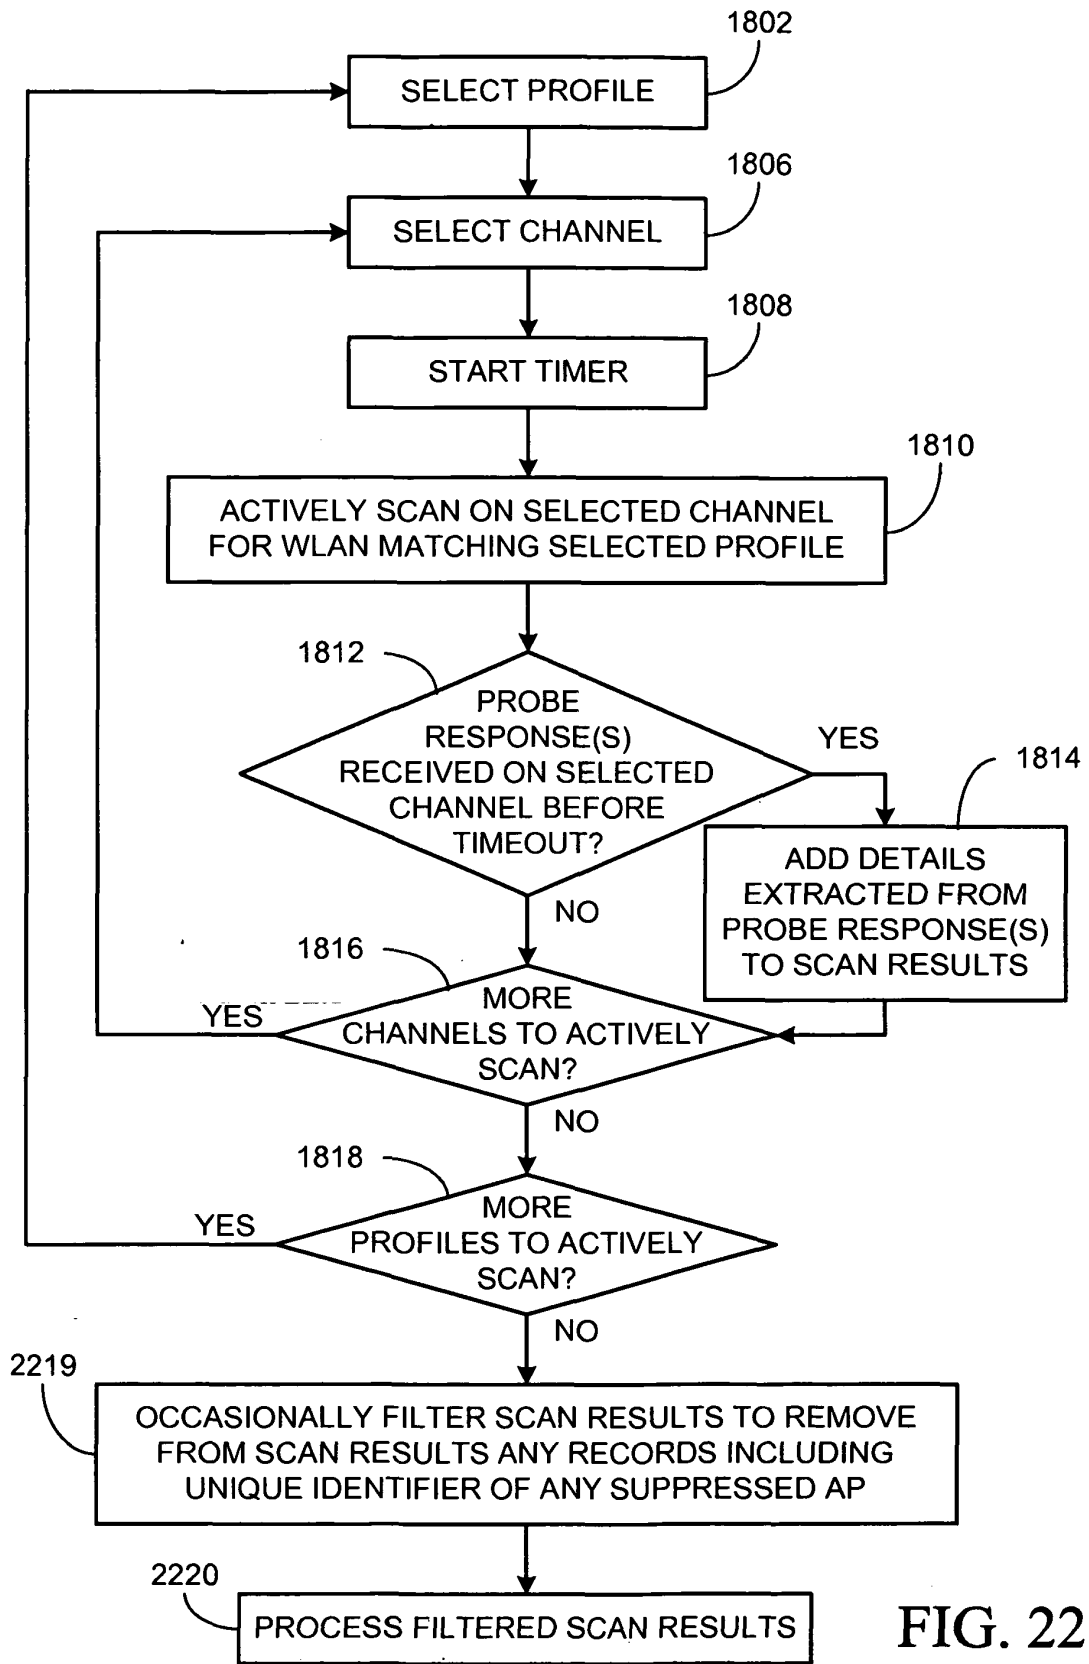 1802
SELECT PROFILE
1806
SELECT CHANNEL
1808
START TIMER
1810
ACTIVELY SCAN ON SELECTED CHANNEL
FOR WLAN MATCHING SELECTED PROFILE
1812
PROBE
RESPONSE(S)
RECEIVED ON SELECTED
CHANNEL BEFORE
TIMEOUT?
YES
1814
ADD DETAILS
EXTRACTED FROM
PROBE RESPONSE(S)
TO SCAN RESULTS
NO
1816
MORE
CHANNELS TO ACTIVELY
SCAN?
YES
NO
1818
MORE
PROFILES TO ACTIVELY
SCAN?
YES
NO
2219
OCCASIONALLY FILTER SCAN RESULTS TO REMOVE
FROM SCAN RESULTS ANY RECORDS INCLUDING
UNIQUE IDENTIFIER OF ANY SUPPRESSED AP
2220
PROCESS FILTERED SCAN RESULTS
FIG. 22